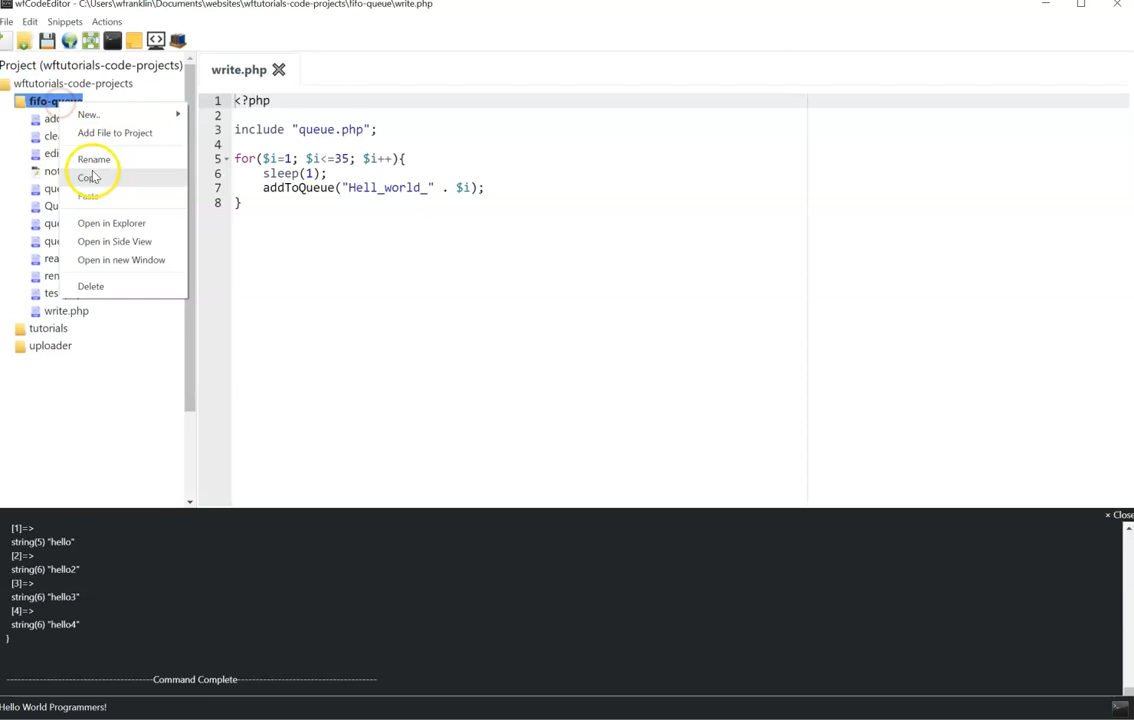 wfCodeEditor - C:\Users\wfranklin\Documents\websites\wftutorials-code-projects\fifo-queue\write.php
File Edit Snippets Actions
Project (wftutorials-code-projects)
wftutorials-code-projects
write.php
tutorials
uploader
New..
Add File to Project
Rename
Copy
Paste
Open in Explorer
Open in Side View
Open in new Window
Delete
write.php
1 <?php
2
3 include "queue.php";
4
5 for($i=1; $i<=35; $i++){
6 sleep(1);
7 addToQueue("Hell_world_" . $i);
8 }
× Close
[1]=>
string(5) "hello"
[2]=>
string(6) "hello2"
[3]=>
string(6) "hello3"
[4]=>
string(6) "hello4"
}
----------------------------------------Command Complete--------------------------------------
Hello World Programmers!